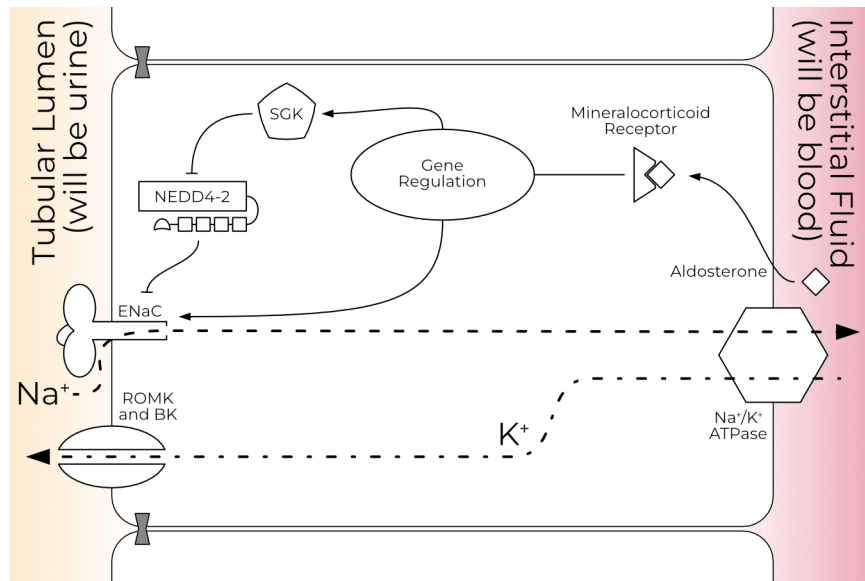 Tubular Lumen
(will be urine)
SGK
NEDD4-2
Gene
Regulation
Mineralocorticoid
Receptor
Aldosterone
Interstitial Fluid
(will be blood)
ENaC
Na⁺
ROMK
and BK
K⁺
Na⁺/K⁺
ATPase